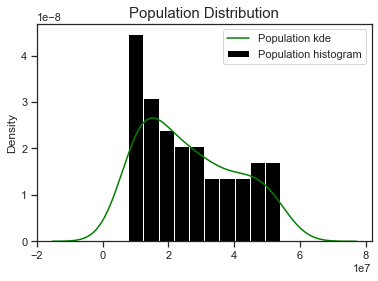 Population Distribution
1e−8
Population kde
Population histogram
4
3
2
1
0
Density
−2
0
2
4
6
8
1e7